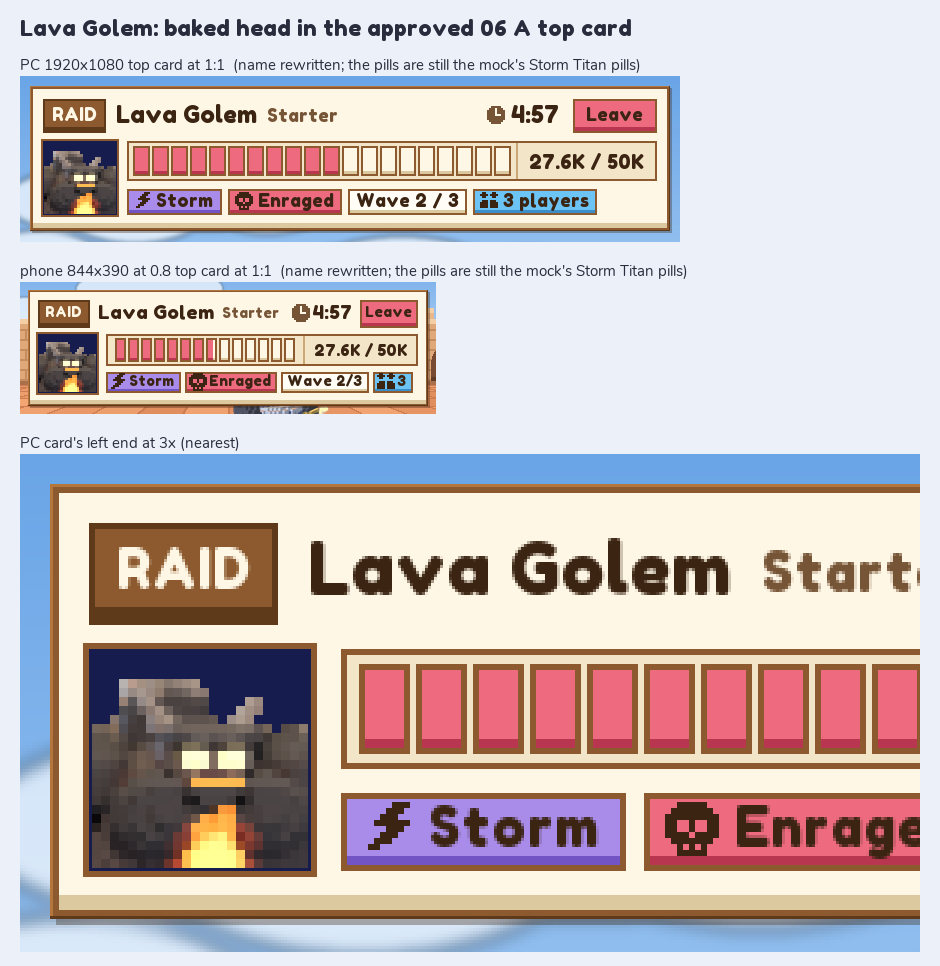 Lava Golem: baked head in the approved 06 A top card
PC 1920x1080 top card at 1:1 (name rewritten; the pills are still the mock's Storm Titan pills)
RAID Lava Golem Starter 4:57 Leave
27.6K / 50K
Storm Enraged Wave 2 / 3 3 players
phone 844x390 at 0.8 top card at 1:1 (name rewritten; the pills are still the mock's Storm Titan pills)
RAID Lava Golem Starter 4:57 Leave
27.6K / 50K
Storm Enraged Wave 2/3 3
PC card's left end at 3x (nearest)
RAID Lava Golem Starte
Storm Enrage